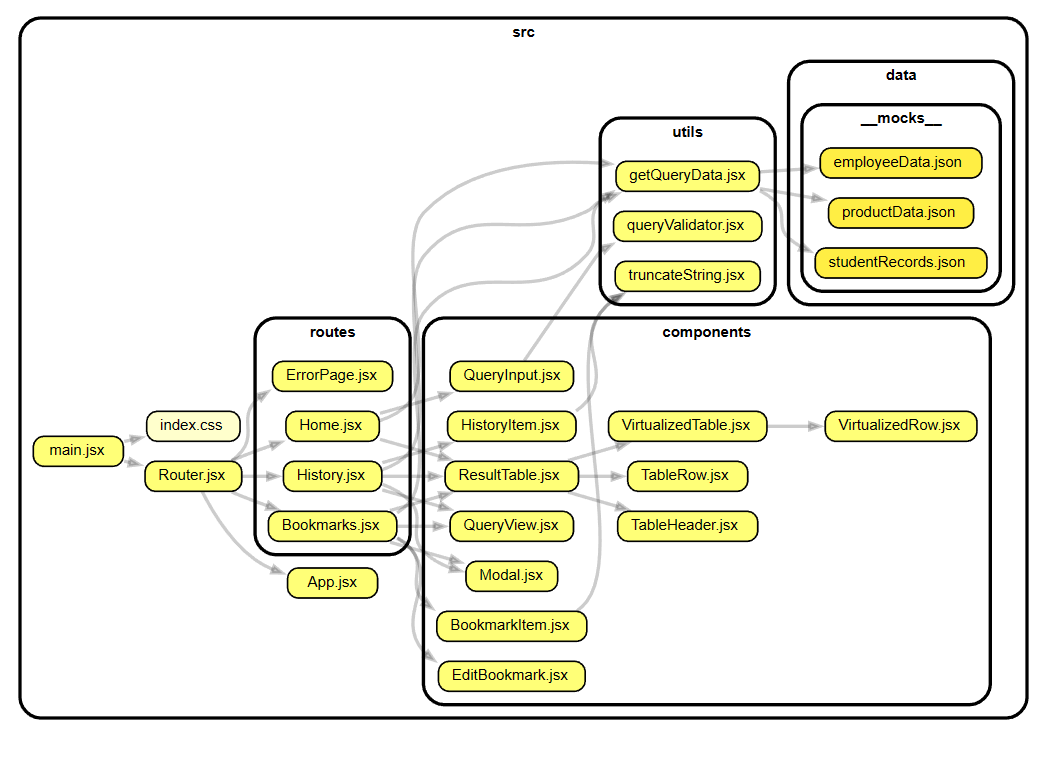 src
data
__mocks__
utils
employeeData.json
getQueryData.jsx
productData.json
queryValidator.jsx
studentRecords.json
truncateString.jsx
routes
components
ErrorPage.jsx
QueryInput.jsx
index.css
Home.jsx
HistoryItem.jsx
VirtualizedTable.jsx
VirtualizedRow.jsx
main.jsx
Router.jsx
History.jsx
ResultTable.jsx
TableRow.jsx
Bookmarks.jsx
QueryView.jsx
TableHeader.jsx
App.jsx
Modal.jsx
BookmarkItem.jsx
EditBookmark.jsx